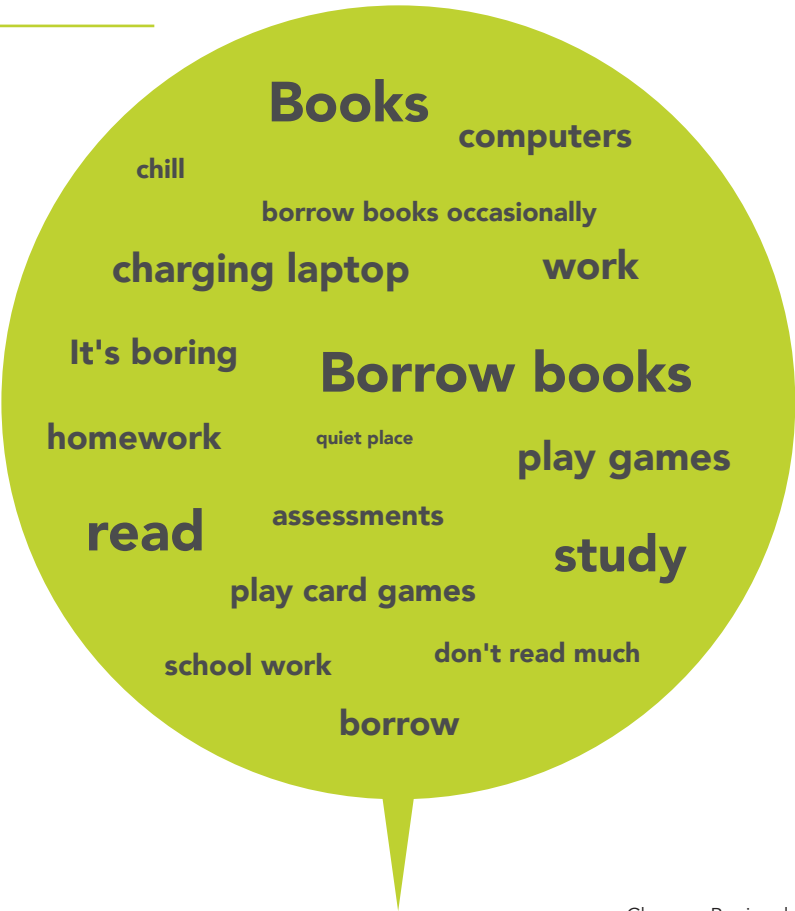 Books
computers
chill
borrow books occasionally
charging laptop
work
It's boring
Borrow books
homework
quiet place
play games
read
assessments
study
play card games
school work
don't read much
borrow